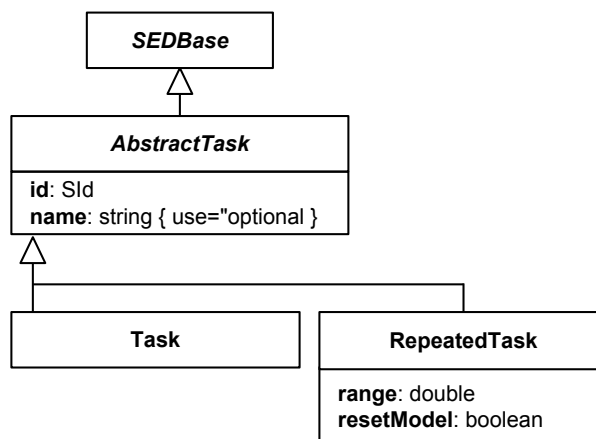 SEDBase
AbstractTask
id: SId
name: string { use="optional }
Task
RepeatedTask
range: double
resetModel: boolean